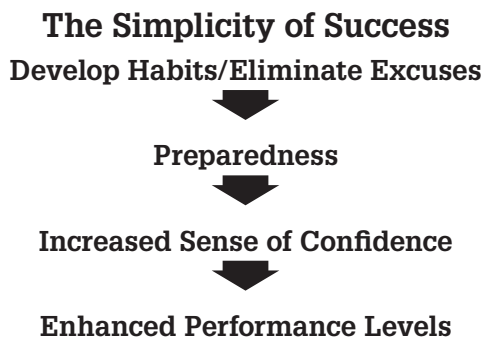 The Simplicity of Success
Develop Habits/Eliminate Excuses
Preparedness
Increased Sense of Confidence
Enhanced Performance Levels